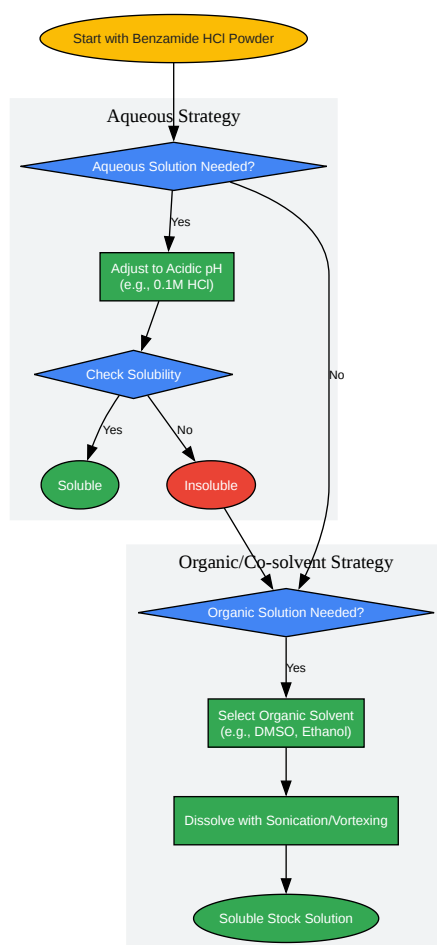 Start with Benzamide HCl Powder
Aqueous Strategy
Aqueous Solution Needed?
Yes
Adjust to Acidic pH
(e.g., 0.1M HCl)
No
Check Solubility
Yes
No
Soluble
Insoluble
Organic/Co-solvent Strategy
Organic Solution Needed?
Yes
Select Organic Solvent
(e.g., DMSO, Ethanol)
Dissolve with Sonication/Vortexing
Soluble Stock Solution